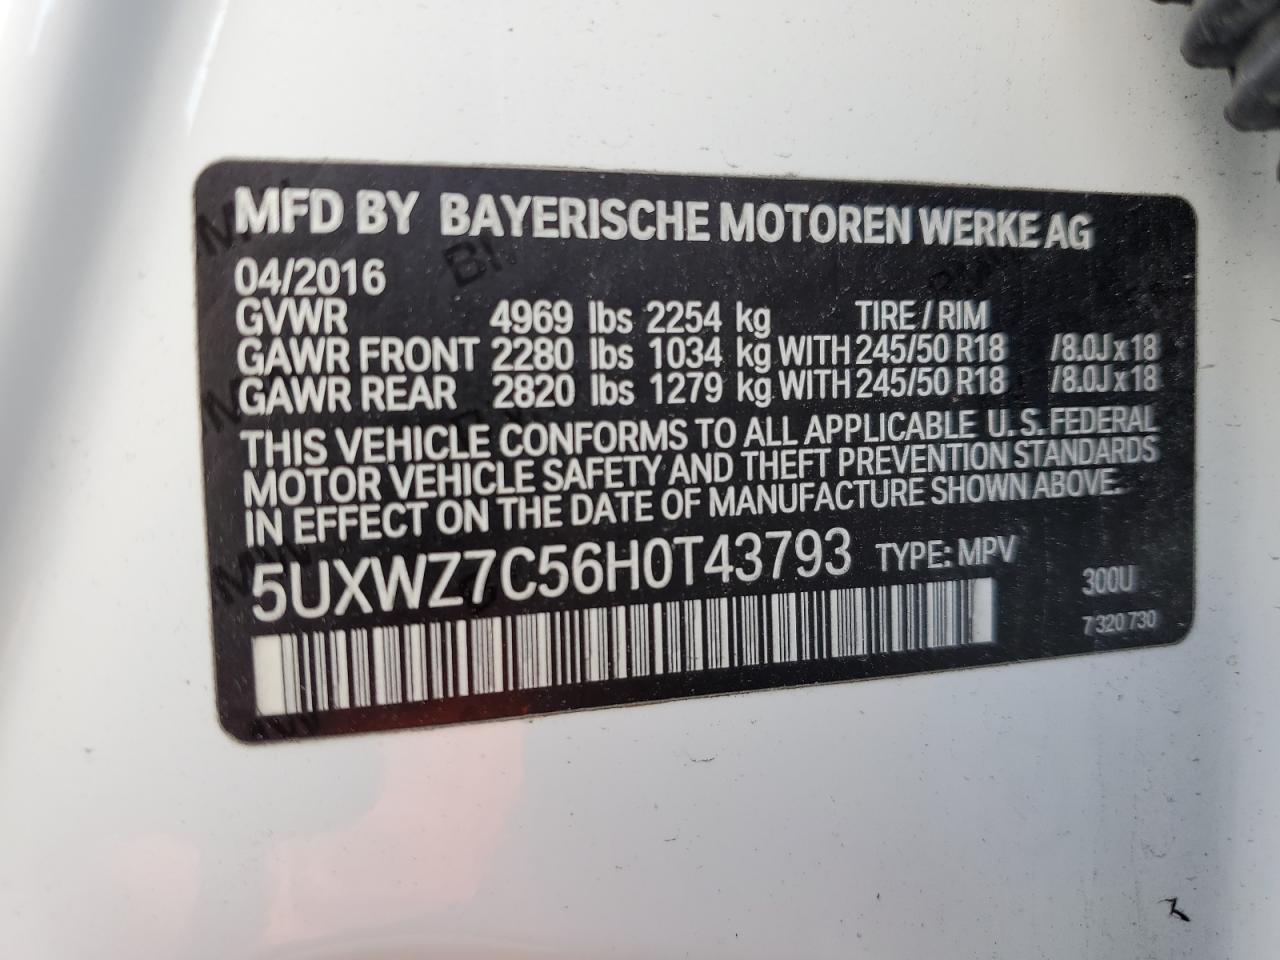 MFD BY BAYERISCHE MOTOREN WERKE AG
04/2016
GVWR 4969 lbs 2254 kg TIRE / RIM
GAWR FRONT 2280 lbs 1034 kg WITH 245/50 R18 /8.0J x 18
GAWR REAR 2820 lbs 1279 kg WITH 245/50 R18 /8.0J x 18
THIS VEHICLE CONFORMS TO ALL APPLICABLE U.S. FEDERAL
MOTOR VEHICLE SAFETY AND THEFT PREVENTION STANDARDS
IN EFFECT ON THE DATE OF MANUFACTURE SHOWN ABOVE.
5UXWZ7C56H0T43793 TYPE: MPV
300U
7 320 730